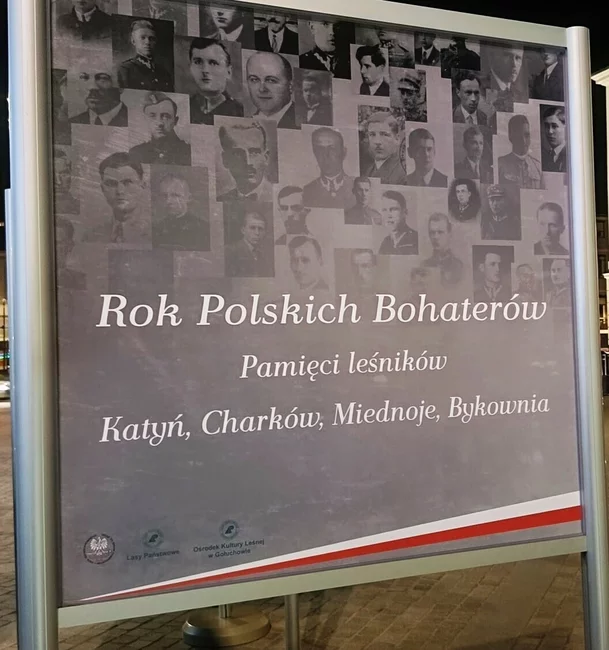 Rok Polskich Bohaterów
Pamięci leśników
Katyń, Charków, Miednoje, Bykownia
Lasy Państwowe
Ośrodek Kultury Leśnej
w Gołuchowie